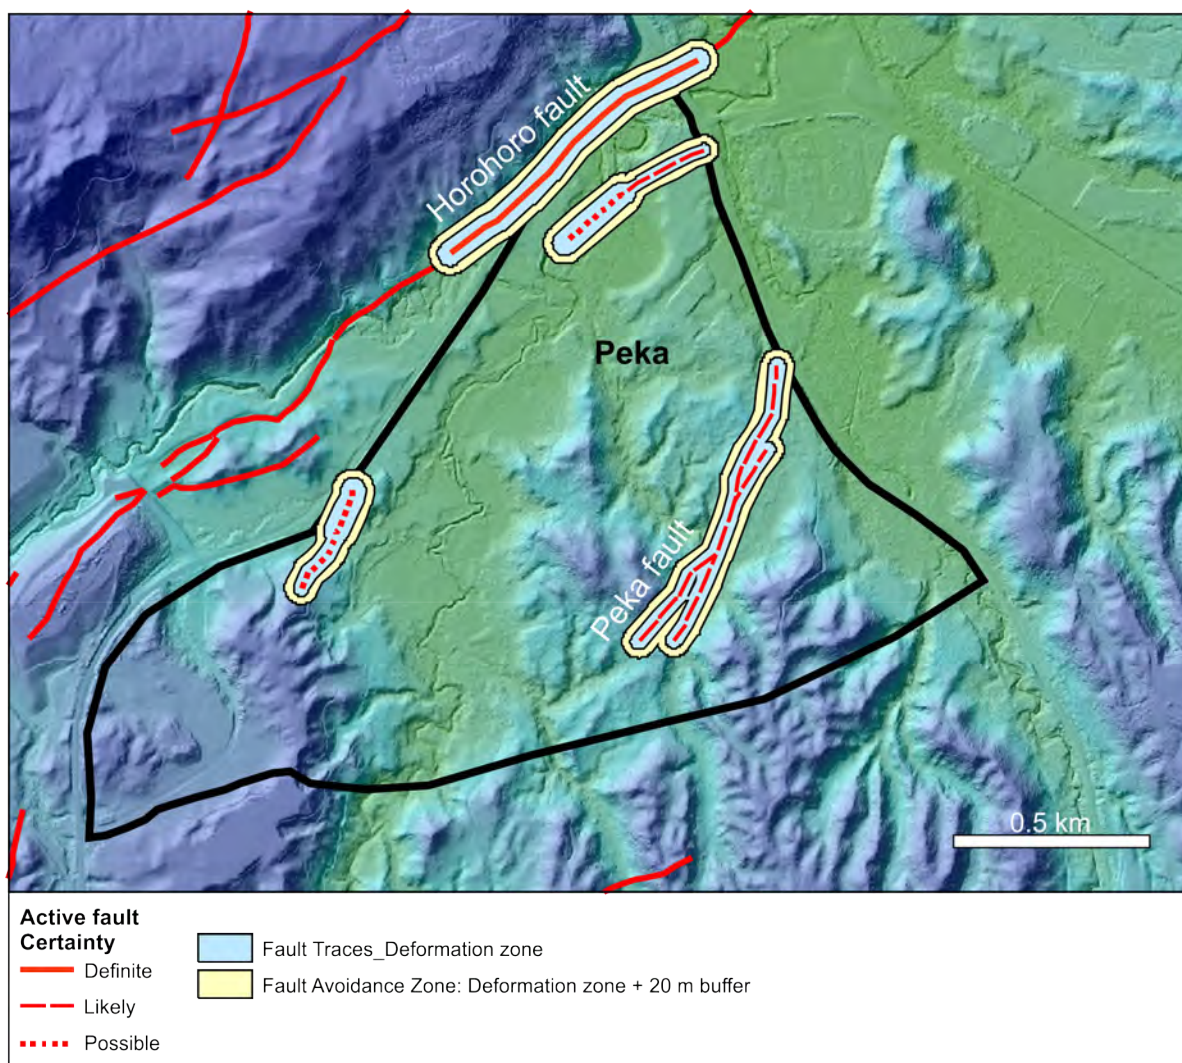 Horohoro fault
Peka
Peka fault
0.5 km
Active fault
Certainty
Definite
Likely
Possible
Fault Traces_Deformation zone
Fault Avoidance Zone: Deformation zone + 20 m buffer